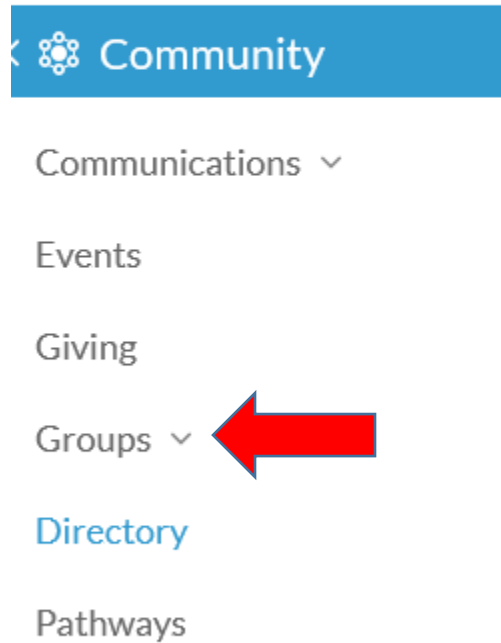 Community
Communications
Events
Giving
Groups
Directory
Pathways